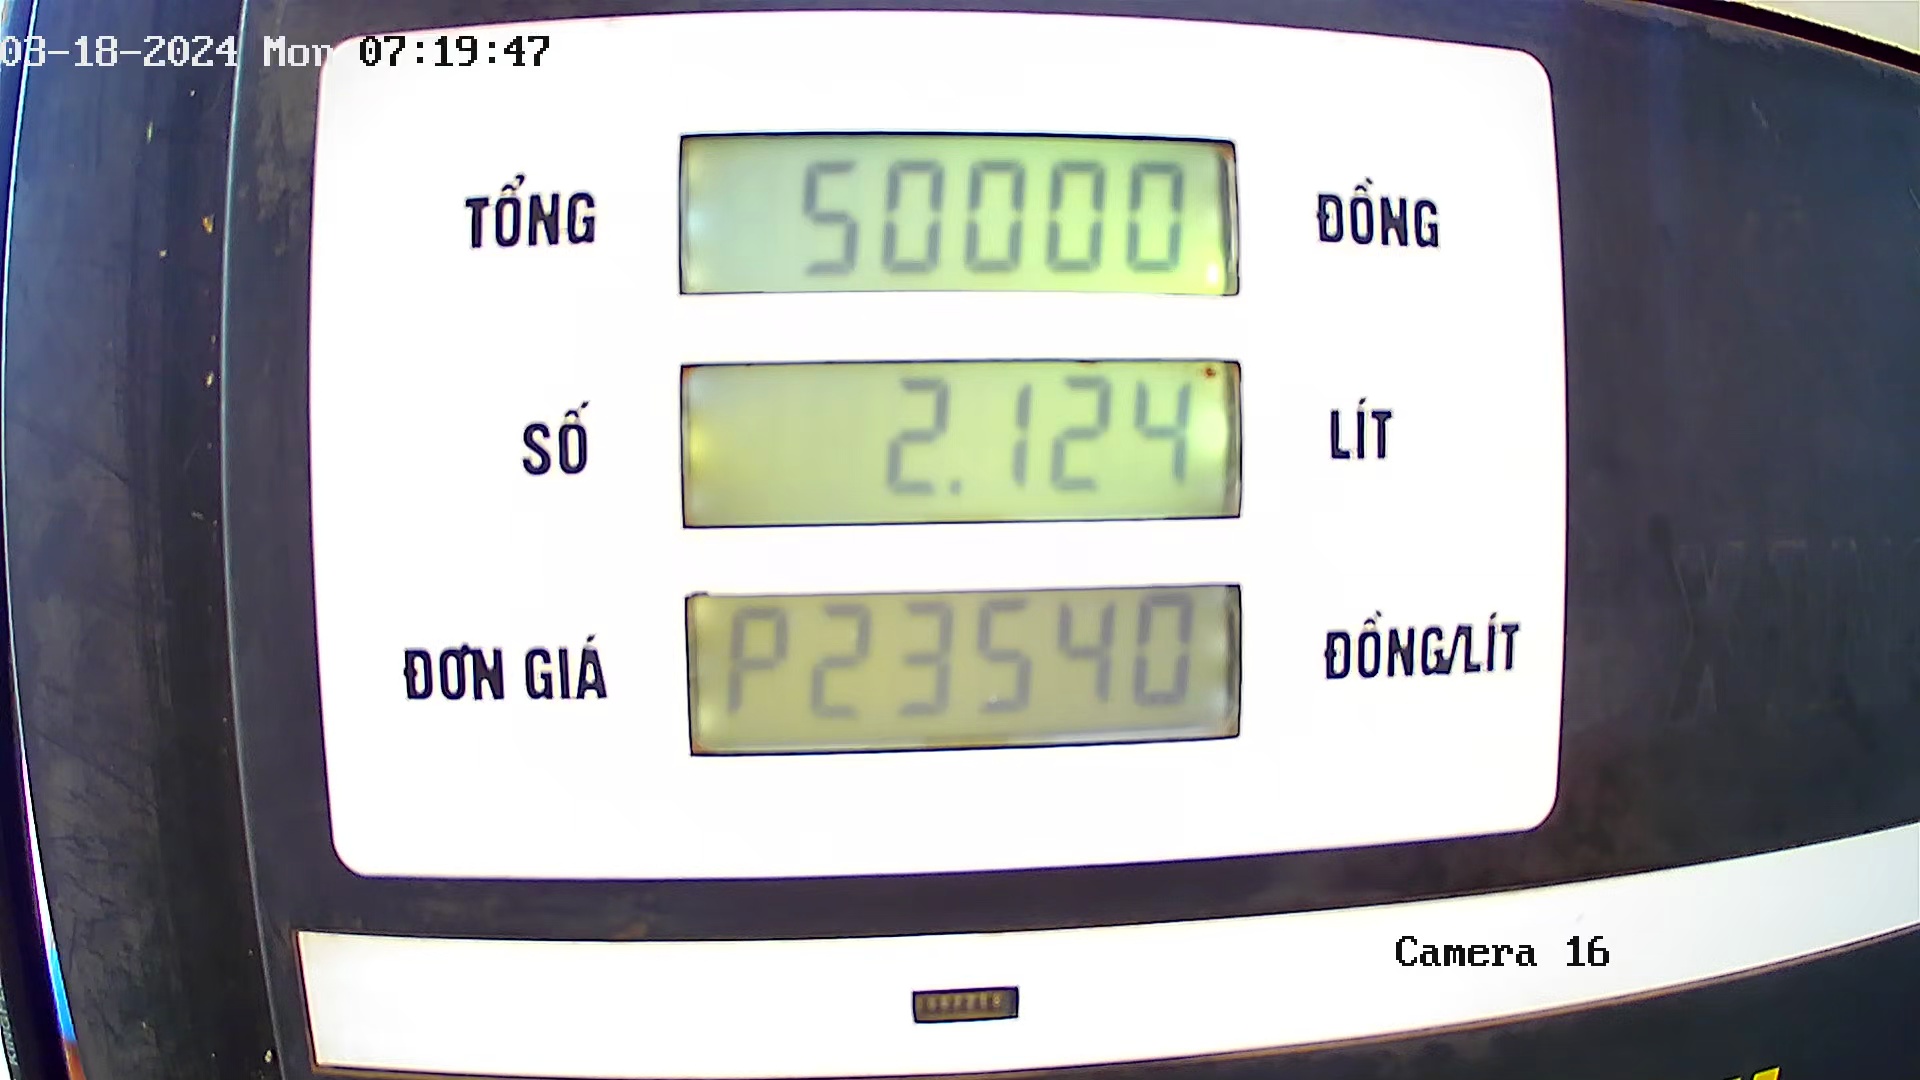 03-18-2024 Mon 07:19:47
TỔNG 50000 ĐỒNG
SỐ 2.124 LÍT
ĐƠN GIÁ P23540 ĐỒNG/LÍT
Camera 16